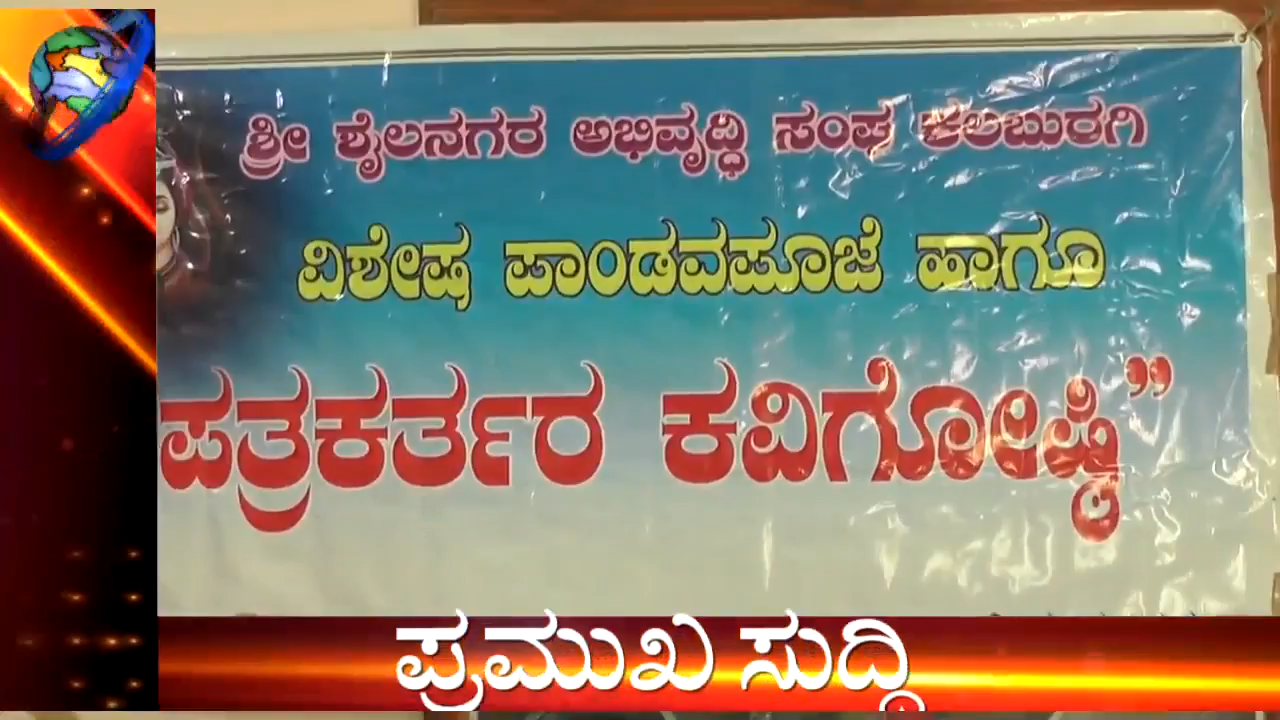 ಶ್ರೀ ಶೈಲನಗರ ಅಭಿವೃದ್ಧಿ ಸಂಘ ಕಲಬುರಗಿ
ವಿಶೇಷ ಪಾಂಡವಪೂಜೆ ಹಾಗೂ
ಪತ್ರಕರ್ತರ ಕವಿಗೋಷ್ಠಿ”
ಪ್ರಮುಖ ಸುದ್ದಿ